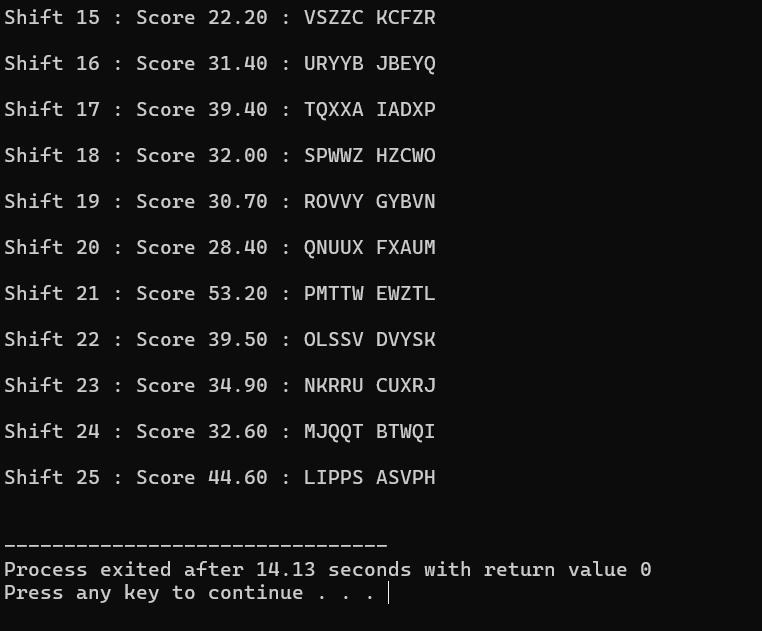 Shift 15 : Score 22.20 : VSZZC KCFZR
Shift 16 : Score 31.40 : URYYB JBEYQ
Shift 17 : Score 39.40 : TQXXA IADXP
Shift 18 : Score 32.00 : SPWWZ HZCWO
Shift 19 : Score 30.70 : ROVVY GYBVN
Shift 20 : Score 28.40 : QNUUX FXAUM
Shift 21 : Score 53.20 : PMTTW EWZTL
Shift 22 : Score 39.50 : OLSSV DVYSK
Shift 23 : Score 34.90 : NKRRU CUXRJ
Shift 24 : Score 32.60 : MJQQT BTWQI
Shift 25 : Score 44.60 : LIPPS ASVPH
--------------------------------
Process exited after 14.13 seconds with return value 0
Press any key to continue . . .